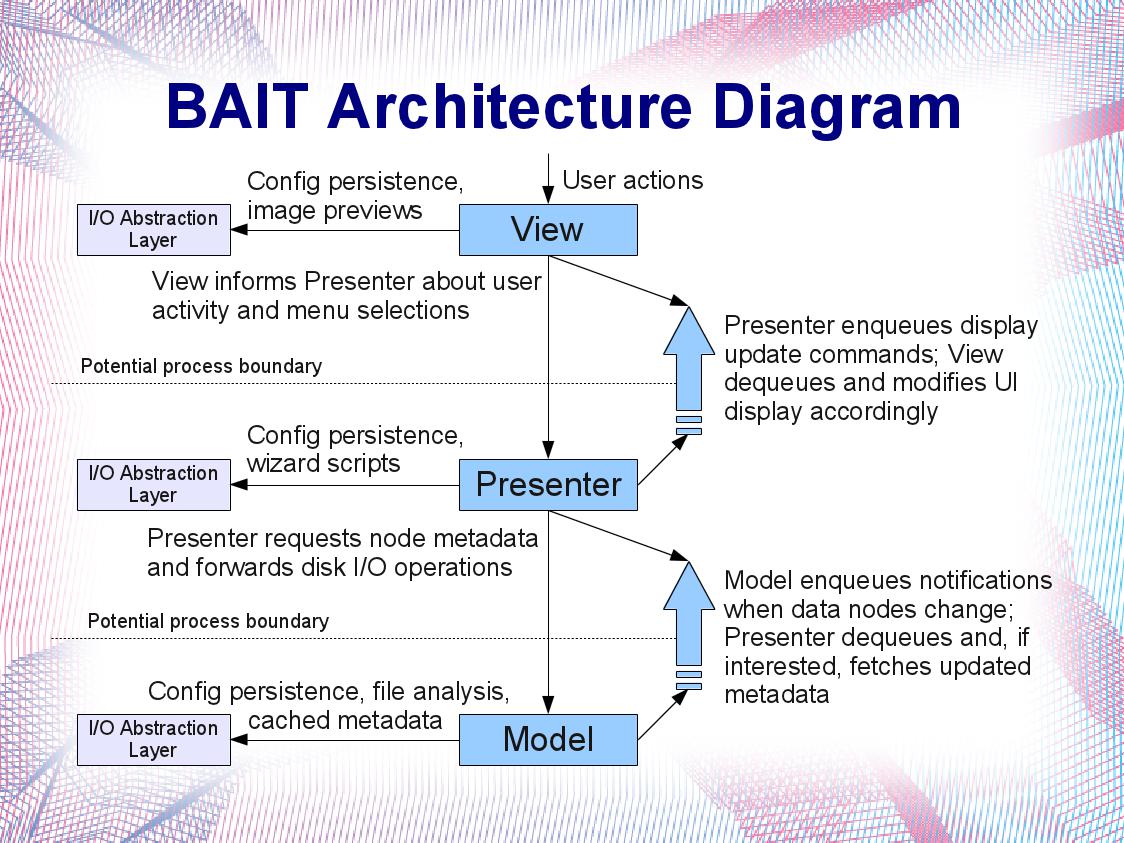 BAIT Architecture Diagram
User actions
Config persistence,
image previews
I/O Abstraction
Layer
View
View informs Presenter about user
activity and menu selections
Presenter enqueues display
update commands; View
dequeues and modifies UI
display accordingly
Potential process boundary
Config persistence,
wizard scripts
I/O Abstraction
Layer
Presenter
Presenter requests node metadata
and forwards disk I/O operations
Model enqueues notifications
when data nodes change;
Presenter dequeues and, if
interested, fetches updated
metadata
Potential process boundary
Config persistence, file analysis,
cached metadata
I/O Abstraction
Layer
Model